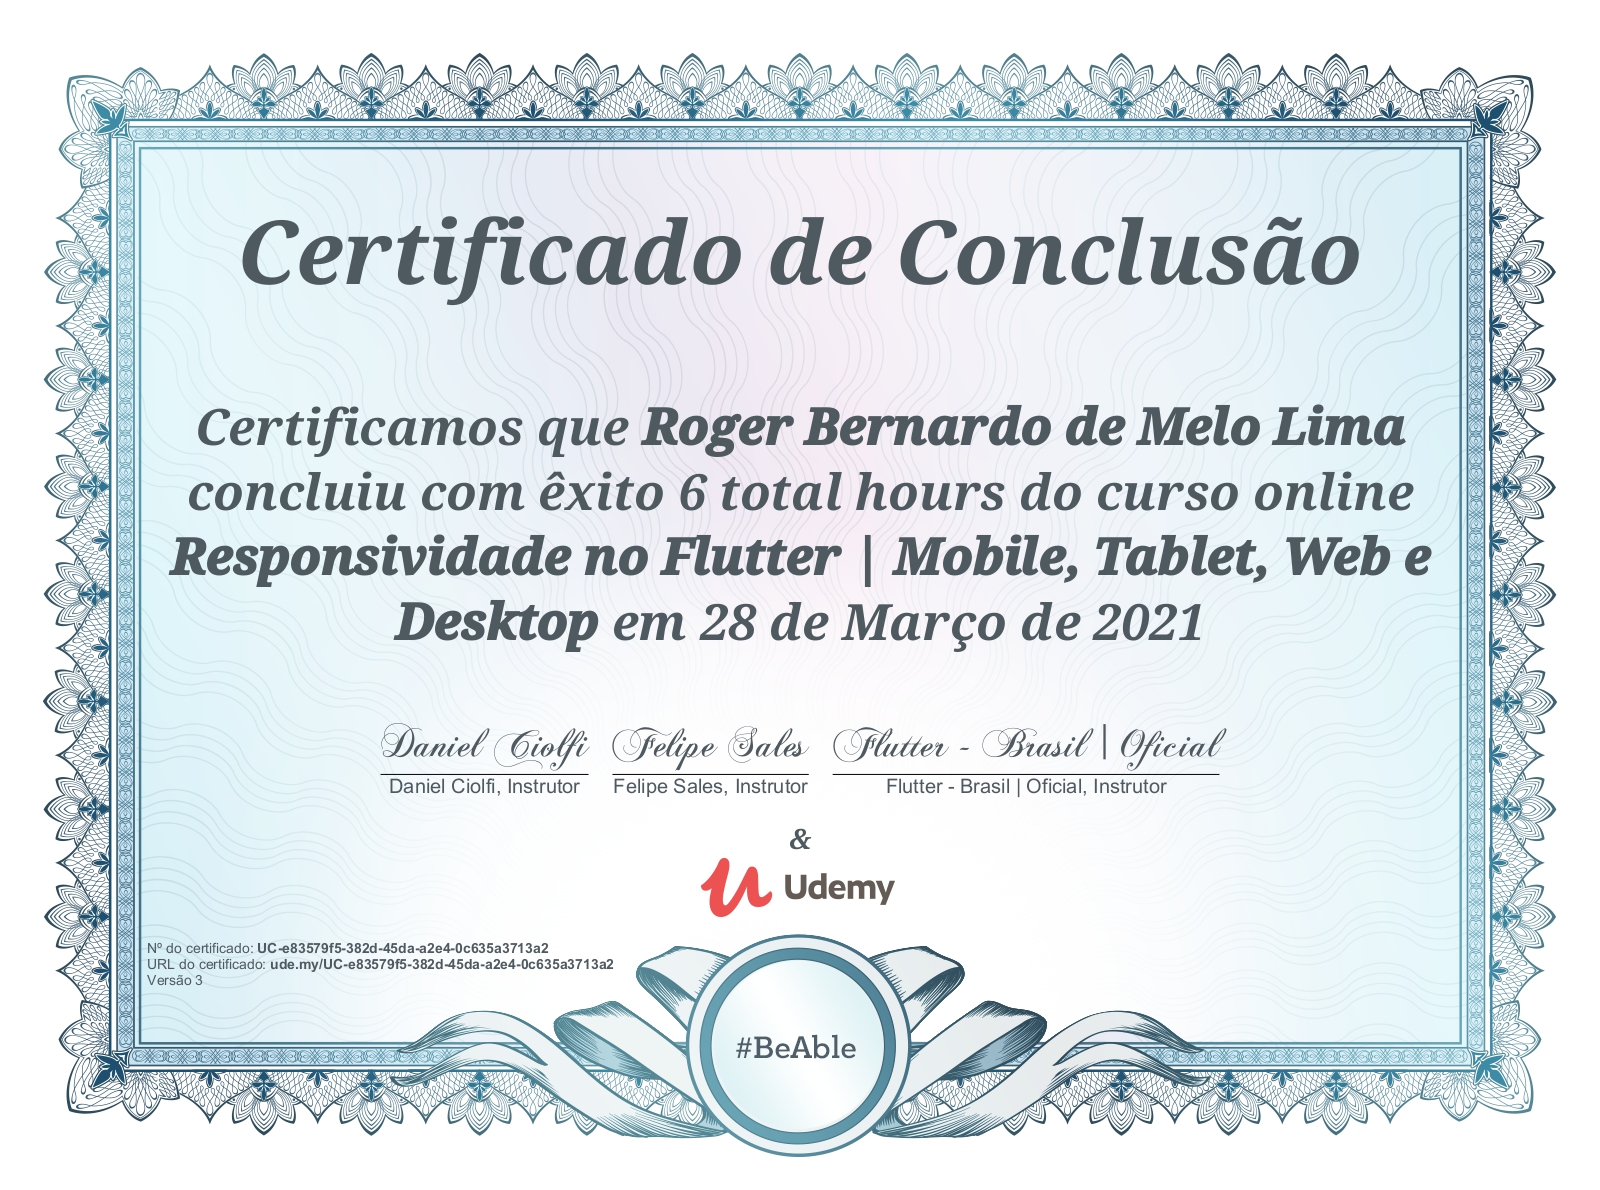 Certificado de Conclusão
Certificamos que Roger Bernardo de Melo Lima
concluiu com êxito 6 total hours do curso online
Responsividade no Flutter | Mobile, Tablet, Web e
Desktop em 28 de Março de 2021
Daniel Ciolfi Felipe Sales Flutter - Brasil | Oficial
Daniel Ciolfi, Instrutor Felipe Sales, Instrutor Flutter - Brasil | Oficial, Instrutor
&
Udemy
Nº do certificado: UC-e83579f5-382d-45da-a2e4-0c635a3713a2
URL do certificado: ude.my/UC-e83579f5-382d-45da-a2e4-0c635a3713a2
Versão 3
#BeAble